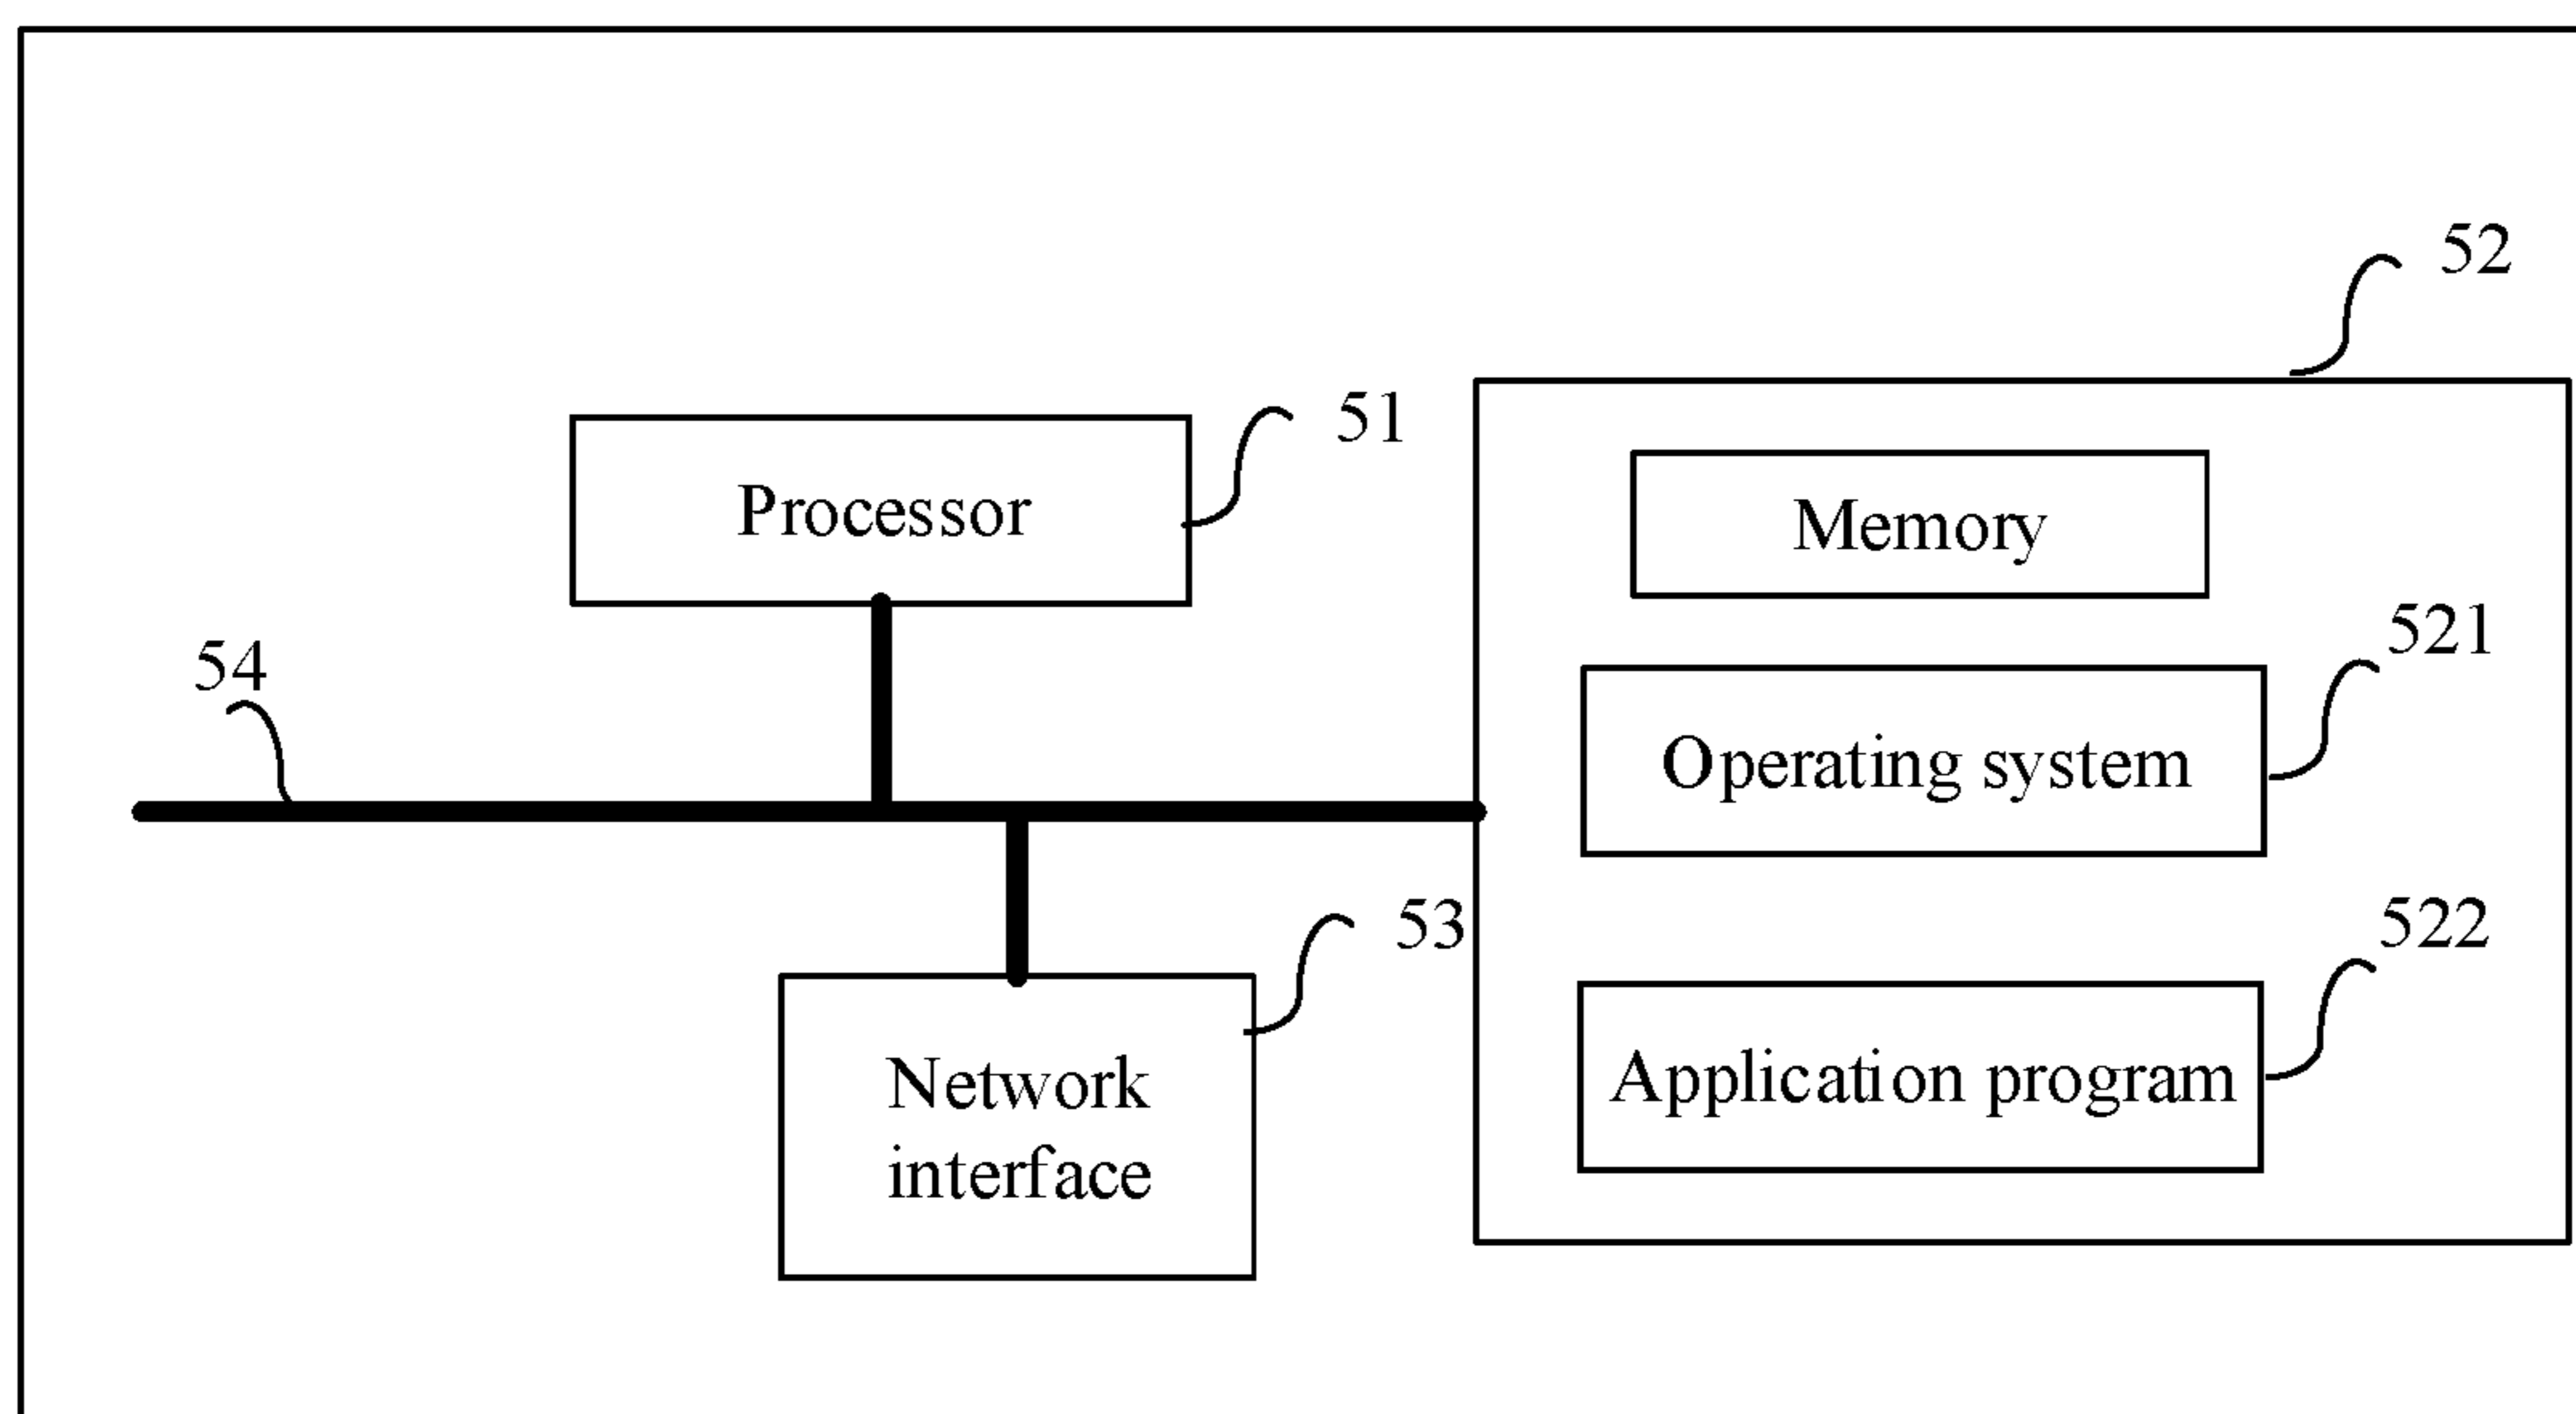 52
51
Processor
Memory
521
54
Operating system
53
522
Network
interface
Application program